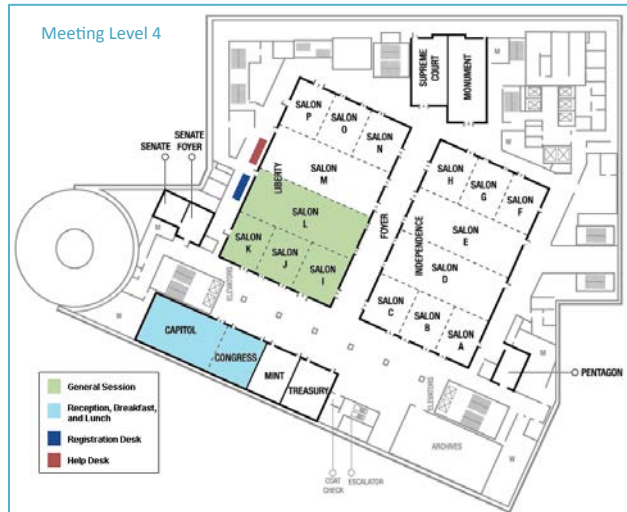 Meeting Level 4
SUPREME
COURT
MONUMENT
M
W
SALON
P
SALON
O
SALON
N
SENATE
FOYER
SENATE
LIBERTY
SALON
M
SALON
H
SALON
G
SALON
F
SALON
L
FOYER
INDEPENDENCE
SALON
E
SALON
K
SALON
J
SALON
I
SALON
D
M
ELEVATORS
SALON
C
SALON
B
SALON
A
W
CAPITOL
CONGRESS
MINT
TREASURY
M
PENTAGON
ELEVATORS
ARCHIVES
W
General Session
Reception, Breakfast,
and Lunch
Registration Desk
Help Desk
COAT
CHECK
ESCALATOR